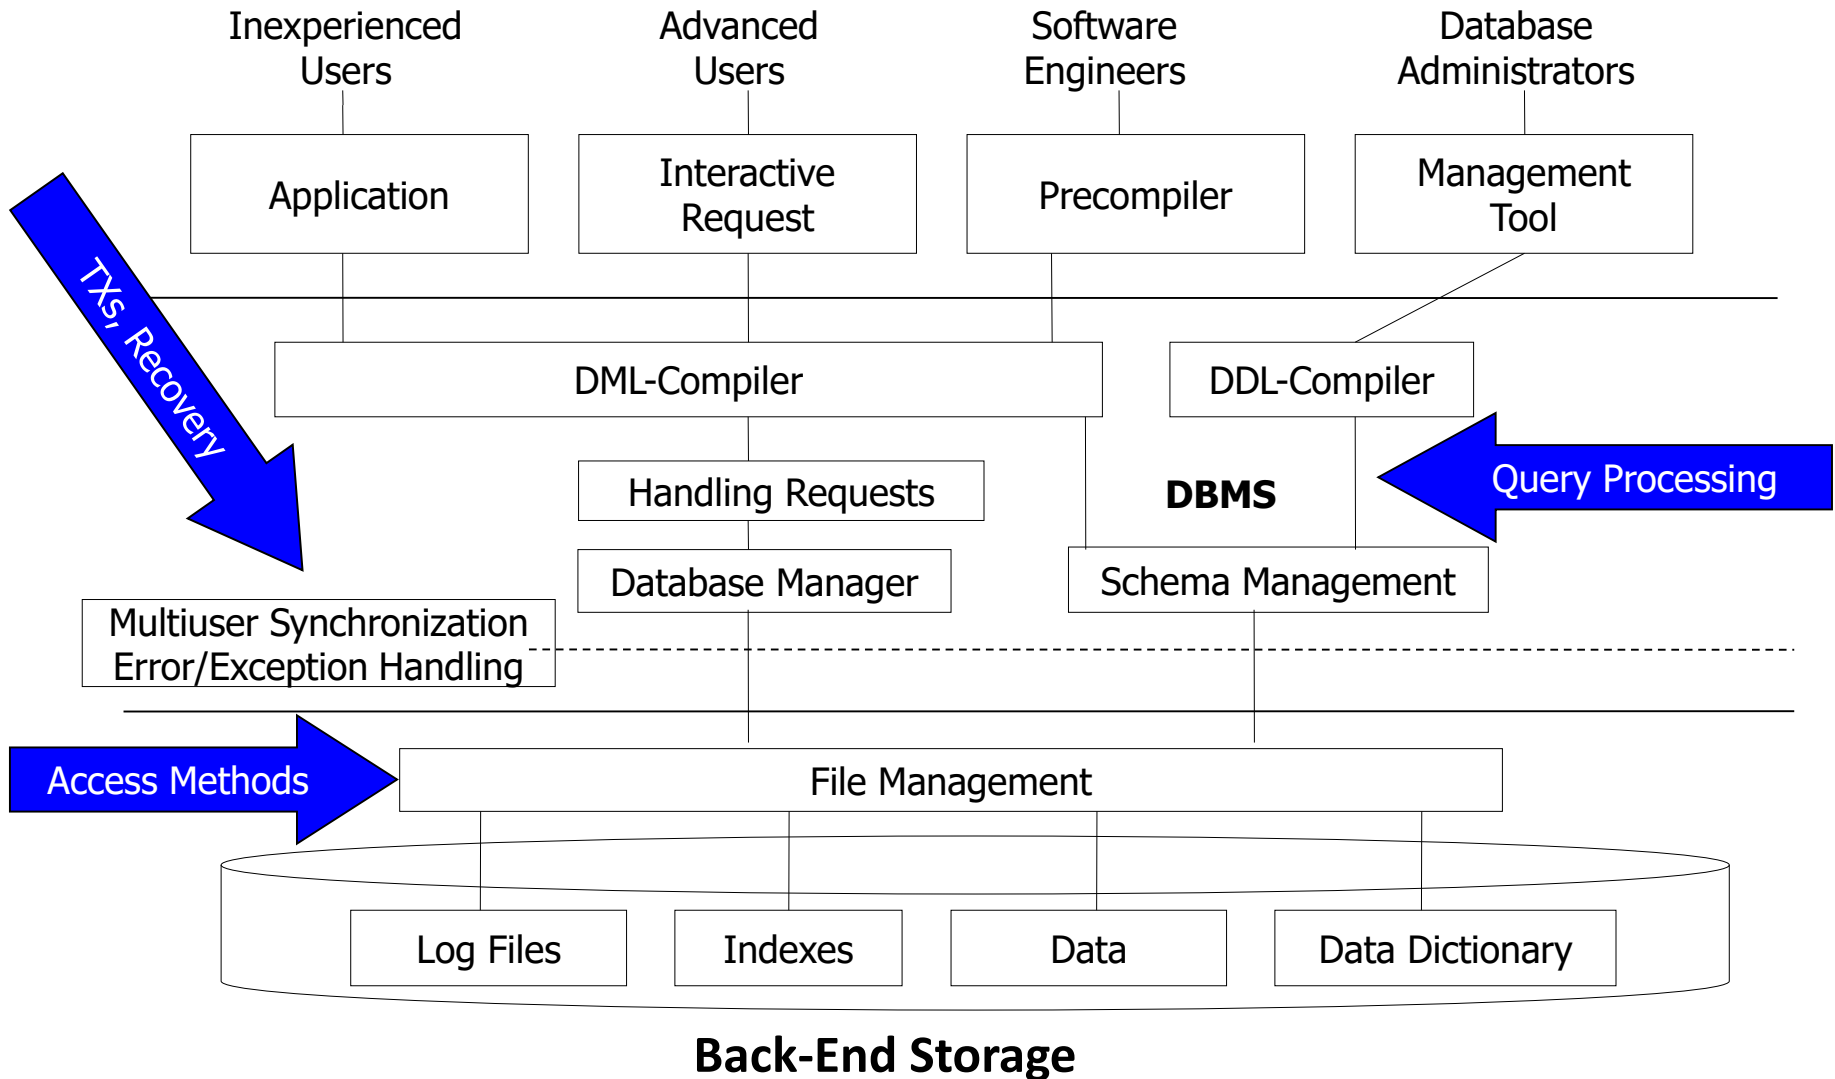 Inexperienced
Users
Advanced
Users
Software
Engineers
Database
Administrators
Application
Interactive
Request
Precompiler
Management
Tool
TXs, Recovery
DML-Compiler
DDL-Compiler
Handling Requests
DBMS
Query Processing
Database Manager
Schema Management
Multiuser Synchronization
Error/Exception Handling
Access Methods
File Management
Log Files
Indexes
Data
Data Dictionary
Back-End Storage